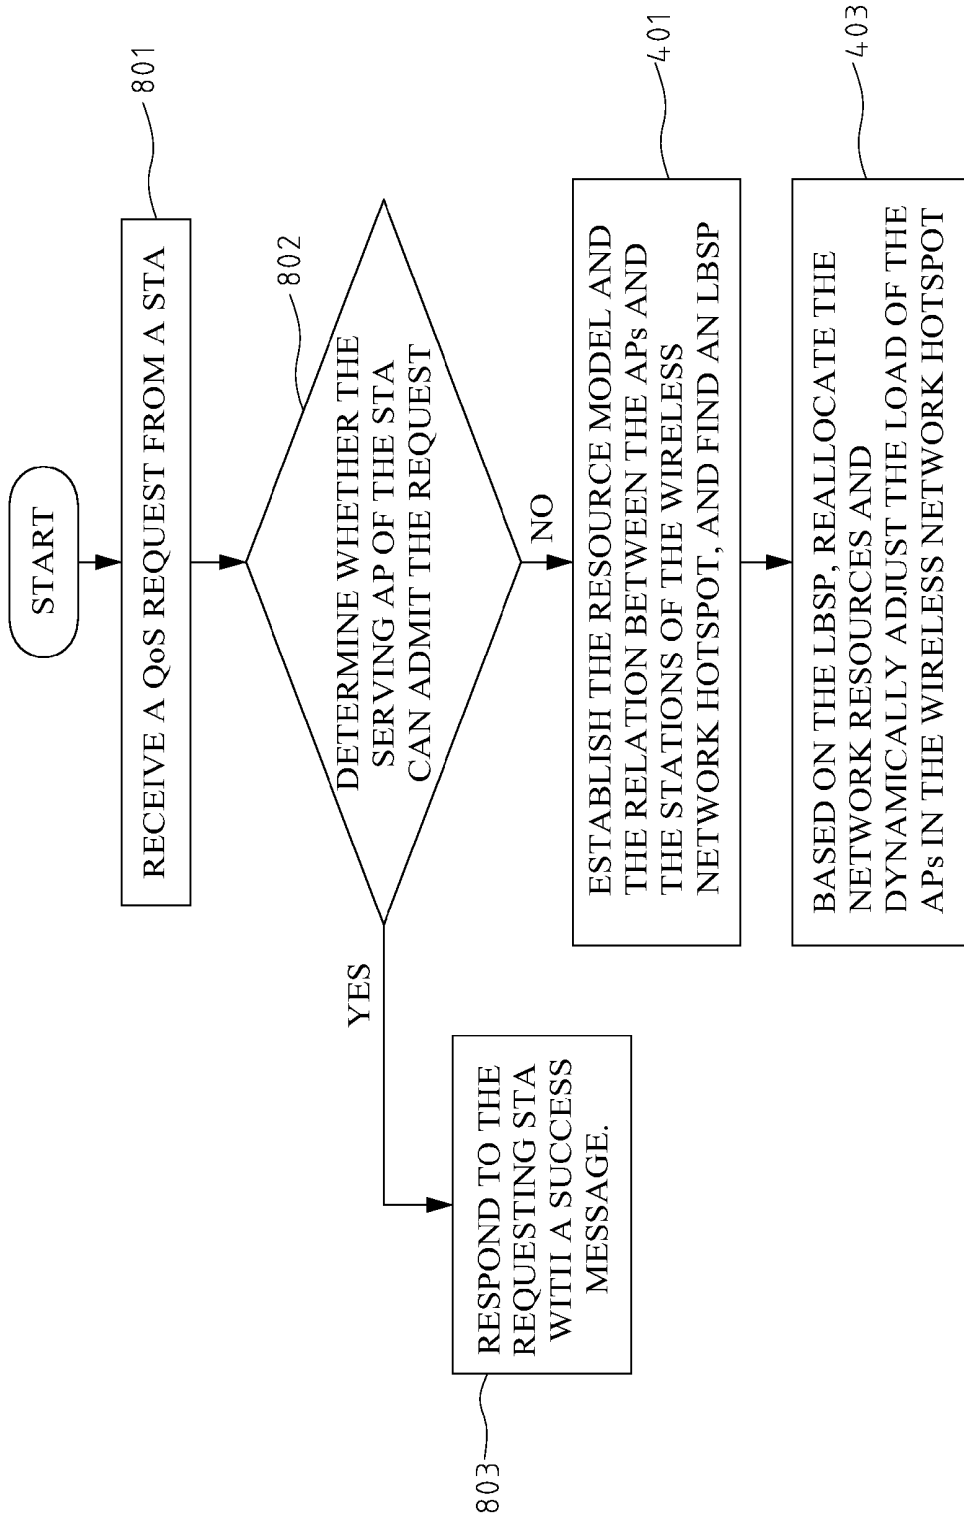 START
801
RECEIVE A QoS REQUEST FROM A STA
802
DETERMINE WHETHER THE
SERVING AP OF THE STA
CAN ADMIT THE REQUEST
YES
NO
803
RESPOND TO THE
REQUESTING STA
WITII A SUCCESS
MESSAGE.
401
ESTABLISH THE RESOURCE MODEL AND
THE RELATION BETWEEN THE APs AND
THE STATIONS OF THE WIRELESS
NETWORK HOTSPOT, AND FIND AN LBSP
403
BASED ON THE LBSP, REALLOCATE THE
NETWORK RESOURCES AND
DYNAMICALLY ADJUST THE LOAD OF THE
APs IN THE WIRELESS NETWORK HOTSPOT